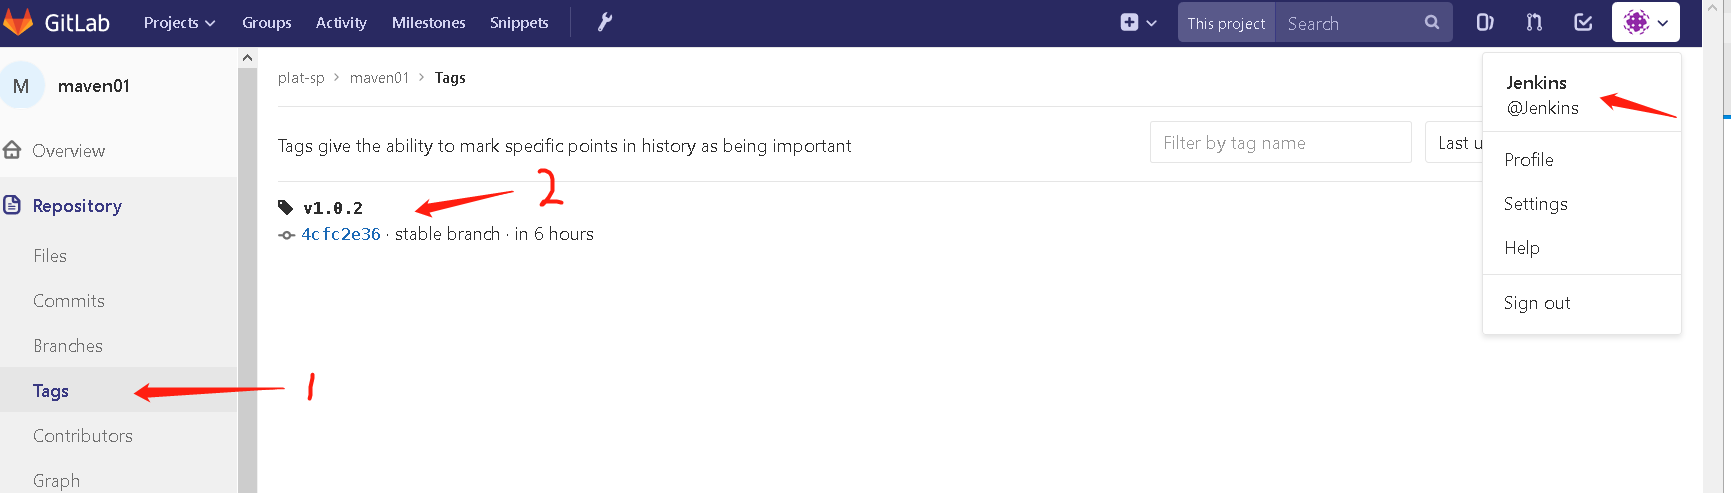 GitLab Projects Groups Activity Milestones Snippets This project Search
M maven01
plat-sp > maven01 > Tags
Jenkins
@Jenkins
Tags give the ability to mark specific points in history as being important
Filter by tag name
Last u
Overview
Profile
Settings
Help
Sign out
Repository
v1.0.2
2
4cfc2e36 · stable branch · in 6 hours
Files
Commits
Branches
Tags
1
Contributors
Graph